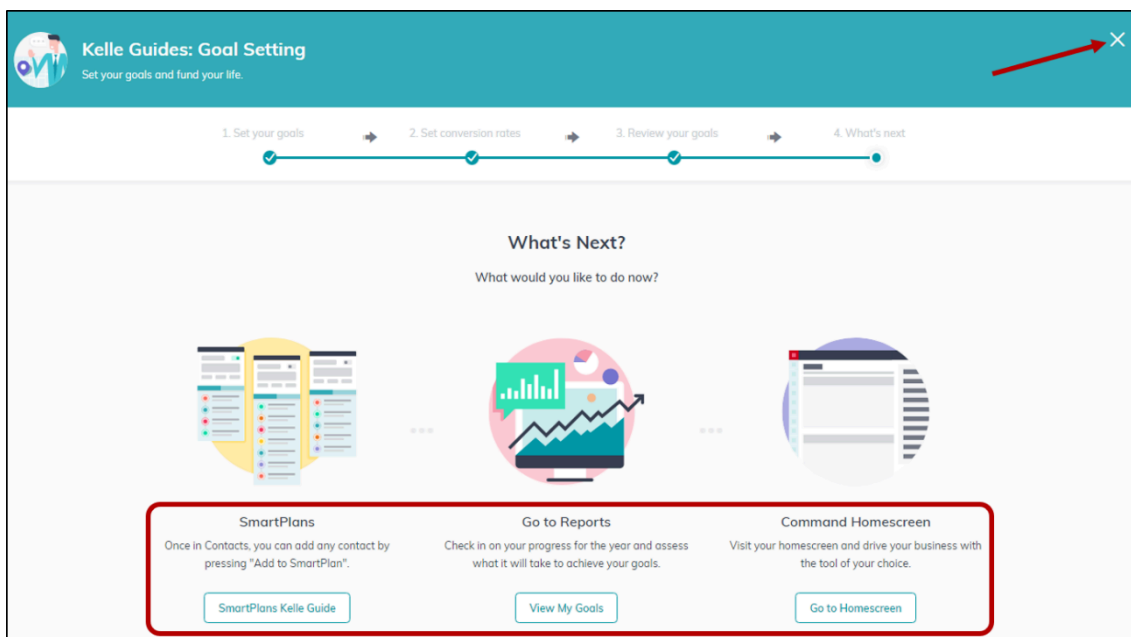 Kelle Guides: Goal Setting
Set your goals and fund your life.
1. Set your goals
2. Set conversion rates
3. Review your goals
4. What's next
What's Next?
What would you like to do now?
SmartPlans
Once in Contacts, you can add any contact by
pressing "Add to SmartPlan".
SmartPlans Kelle Guide
Go to Reports
Check in on your progress for the year and assess
what it will take to achieve your goals.
View My Goals
Command Homescreen
Visit your homescreen and drive your business with
the tool of your choice.
Go to Homescreen